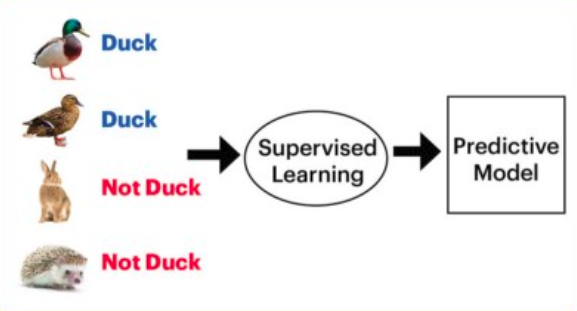 Duck
Duck
Not Duck
Not Duck
Supervised
Learning
Predictive
Model